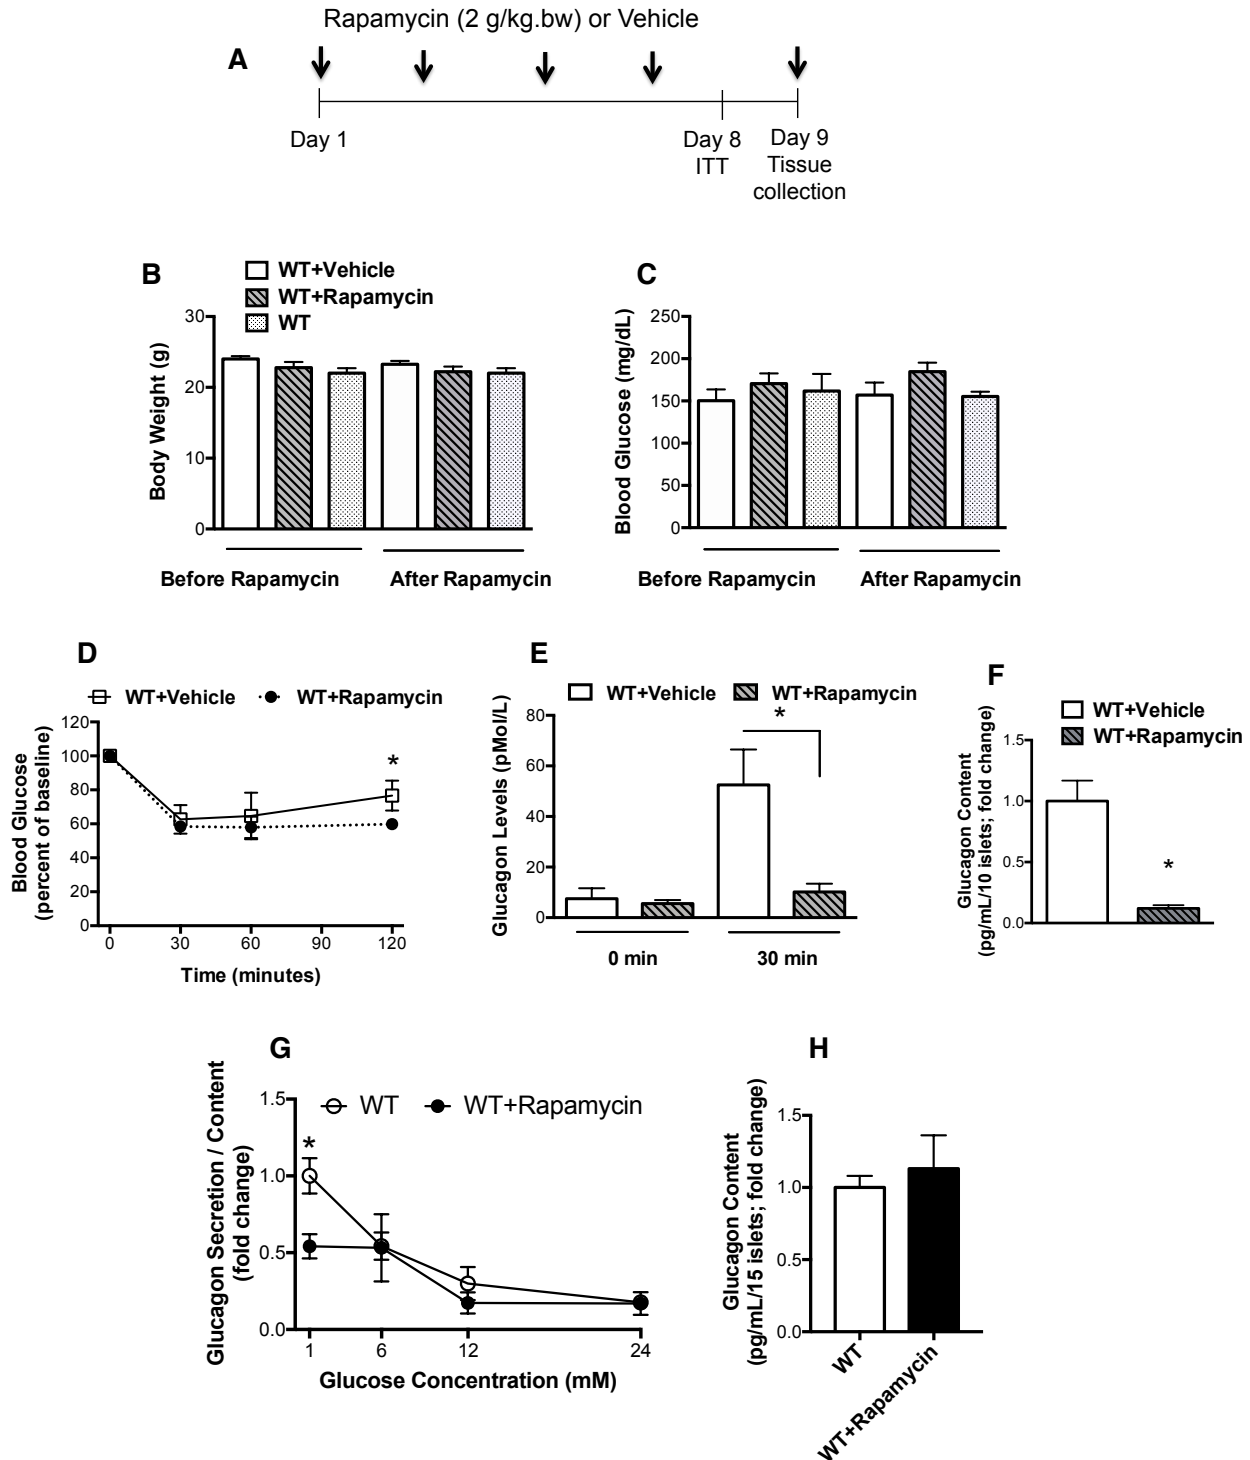 Rapamycin (2 g/kg.bw) or Vehicle
A
Day 1
Day 8
ITT
Day 9
Tissue
collection
B
WT+Vehicle
WT+Rapamycin
WT
Body Weight (g)
30
20
10
0
Before Rapamycin
After Rapamycin
C
Blood Glucose (mg/dL)
250
200
150
100
50
0
Before Rapamycin
After Rapamycin
D
WT+Vehicle
WT+Rapamycin
Blood Glucose
(percent of baseline)
120
100
80
60
40
20
0
*
0 30 60 90 120
Time (minutes)
E
WT+Vehicle
WT+Rapamycin
Glucagon Levels (pMol/L)
80
60
40
20
0
*
0 min
30 min
F
WT+Vehicle
WT+Rapamycin
Glucagon Content
(pg/mL/10 islets; fold change)
1.5
1.0
0.5
0.0
*
G
WT
WT+Rapamycin
Glucagon Secretion / Content
(fold change)
1.5
1.0
0.5
0.0
*
1 6 12 24
Glucose Concentration (mM)
H
Glucagon Content
(pg/mL/15 islets; fold change)
1.5
1.0
0.5
0.0
WT
WT+Rapamycin